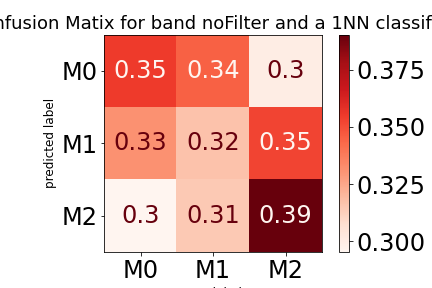 nfusion Matix for band noFilter and a 1NN classif
predicted label
M0 0.35 0.34 0.3
M1 0.33 0.32 0.35
M2 0.3 0.31 0.39
M0 M1 M2
0.375
0.350
0.325
0.300